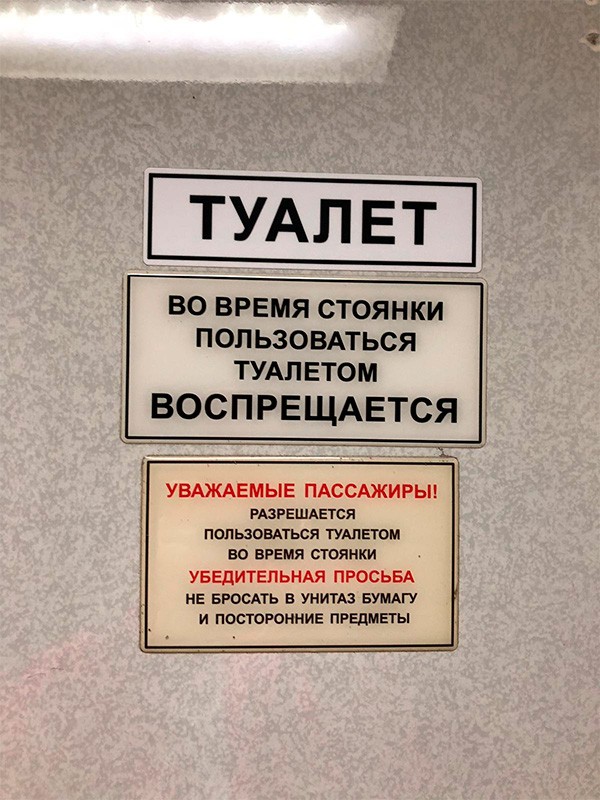 ТУАЛЕТ
ВО ВРЕМЯ СТОЯНКИ
ПОЛЬЗОВАТЬСЯ
ТУАЛЕТОМ
ВОСПРЕЩАЕТСЯ
УВАЖАЕМЫЕ ПАССАЖИРЫ!
РАЗРЕШАЕТСЯ
ПОЛЬЗОВАТЬСЯ ТУАЛЕТОМ
ВО ВРЕМЯ СТОЯНКИ
УБЕДИТЕЛЬНАЯ ПРОСЬБА
НЕ БРОСАТЬ В УНИТАЗ БУМАГУ
И ПОСТОРОННИЕ ПРЕДМЕТЫ